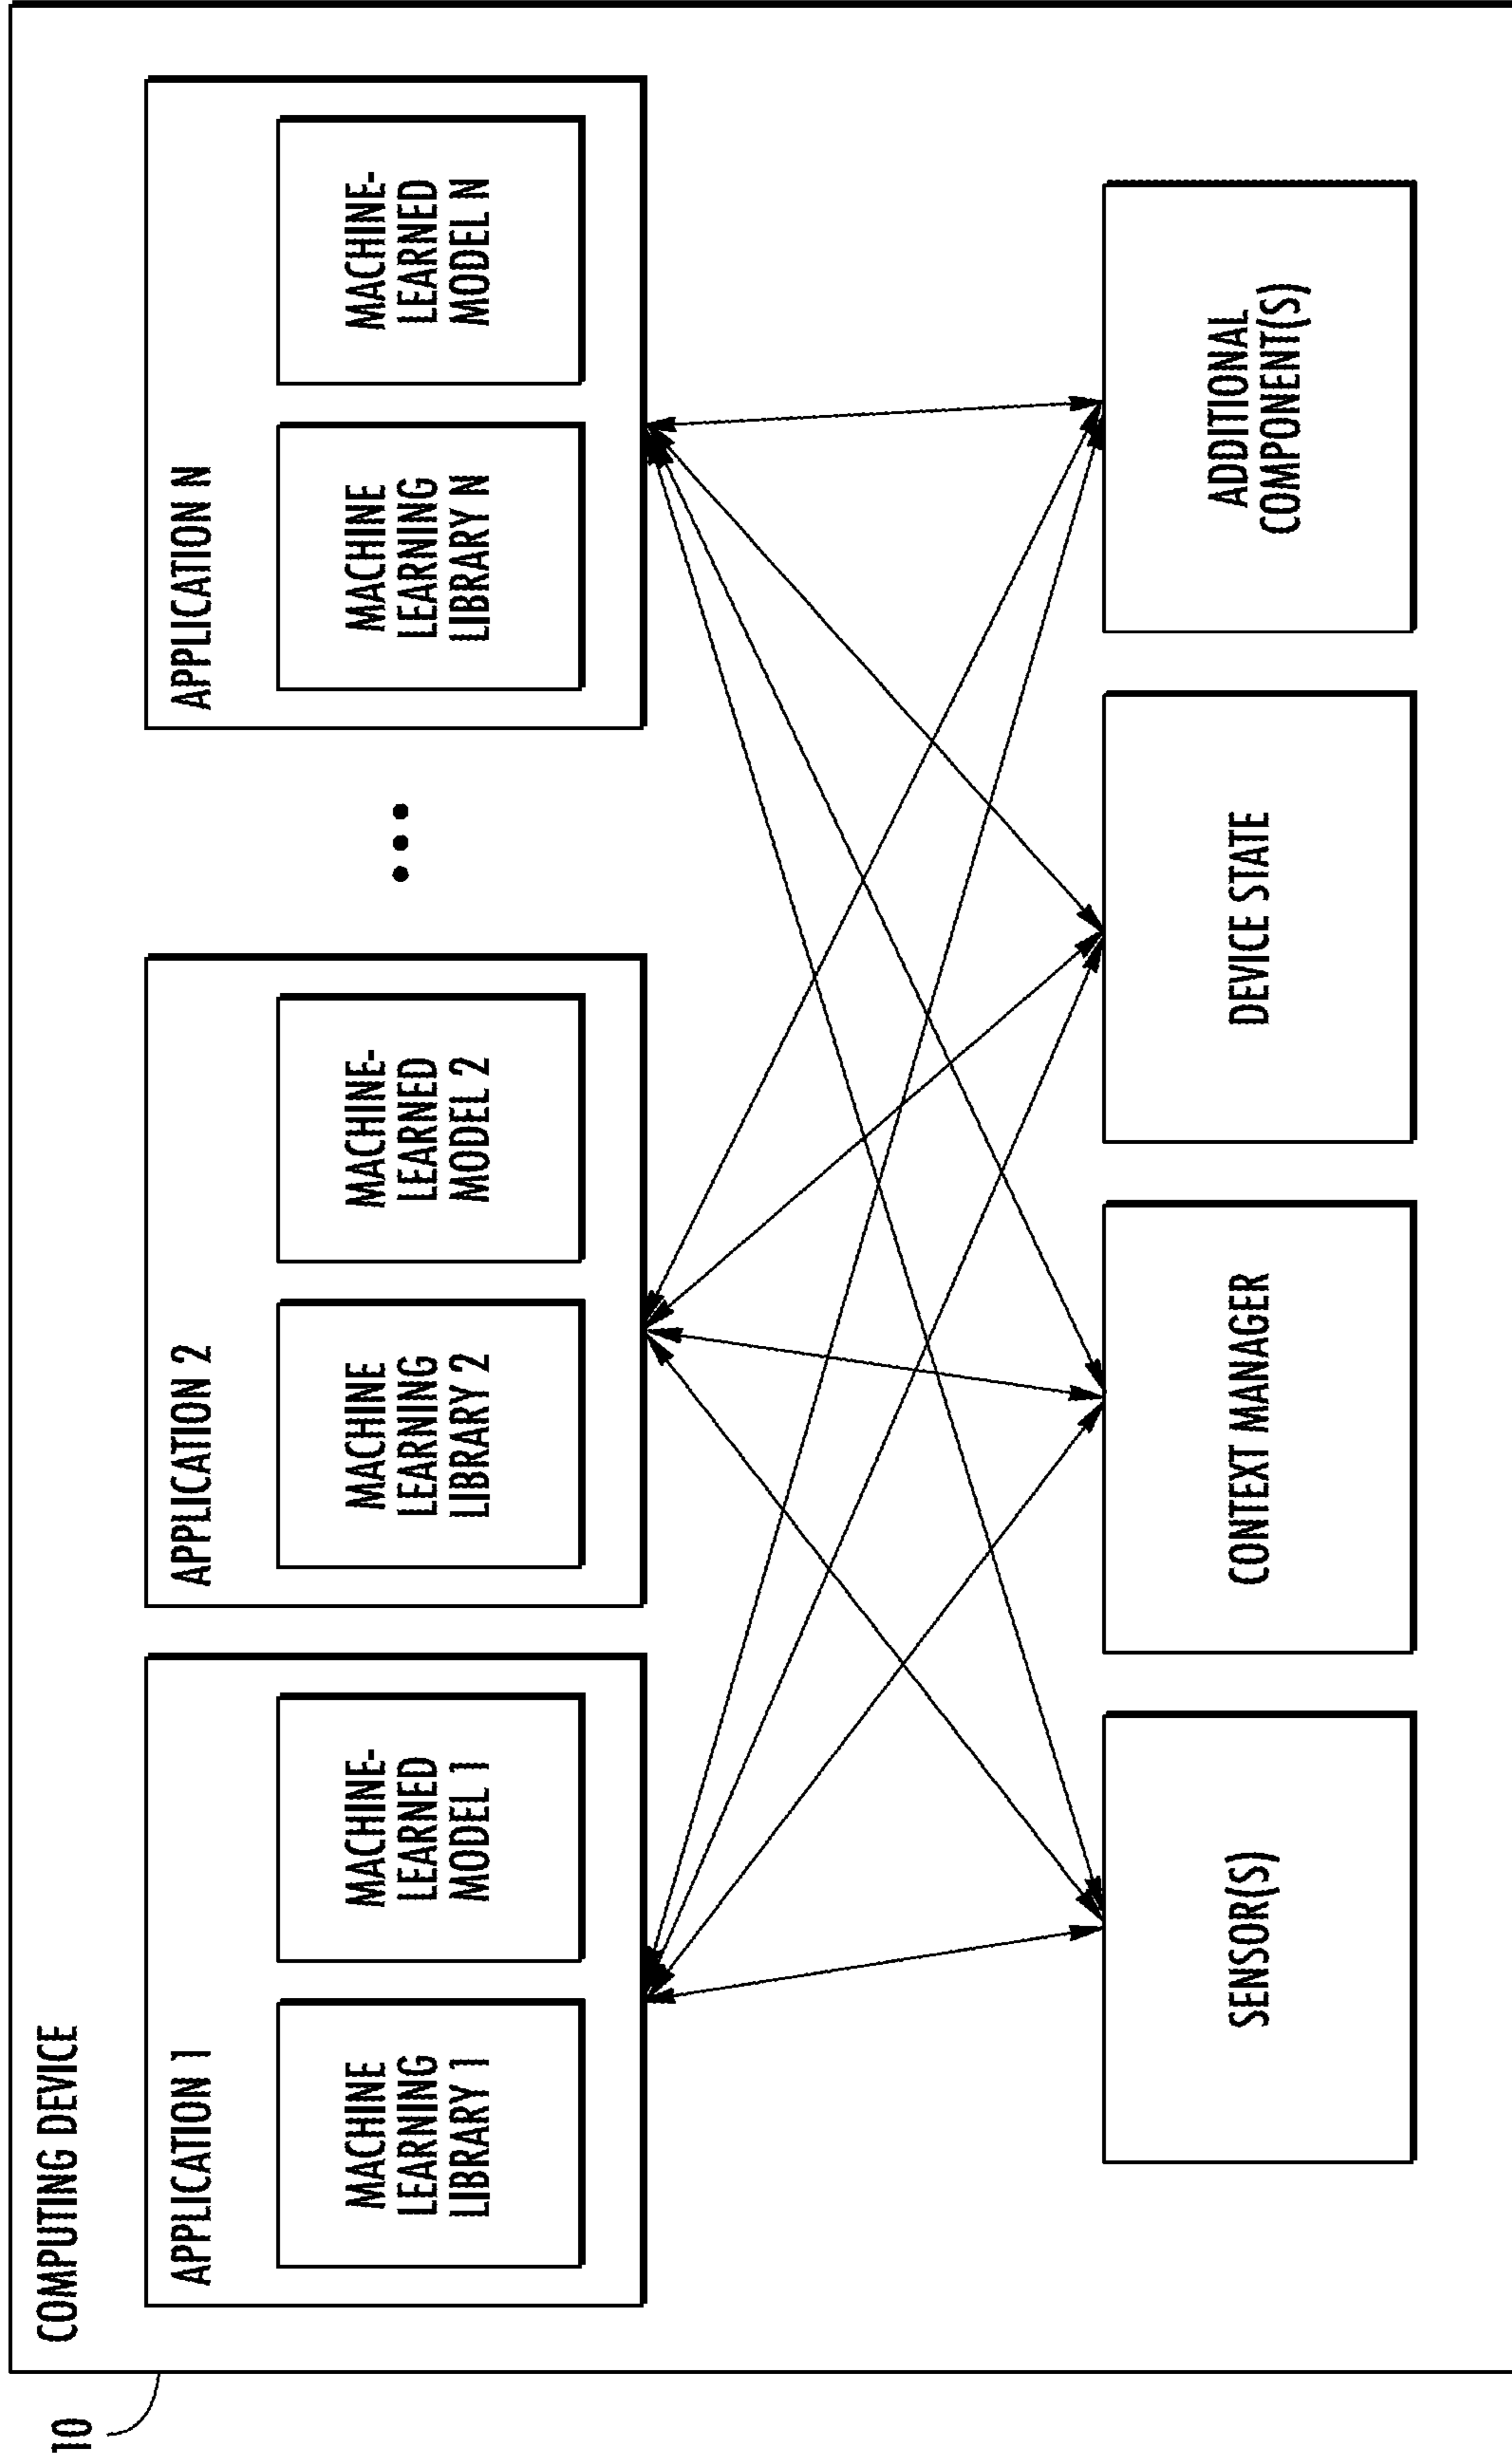 10
COMPUTING DEVICE
APPLICATION 1
MACHINE
LEARNING
LIBRARY 1
MACHINE-
LEARNED
MODEL 1
APPLICATION 2
MACHINE
LEARNING
LIBRARY 2
MACHINE-
LEARNED
MODEL 2
APPLICATION N
MACHINE
LEARNING
LIBRARY N
MACHINE-
LEARNED
MODEL N
SENSOR(S)
CONTEXT MANAGER
DEVICE STATE
ADDITIONAL
COMPONENT(S)